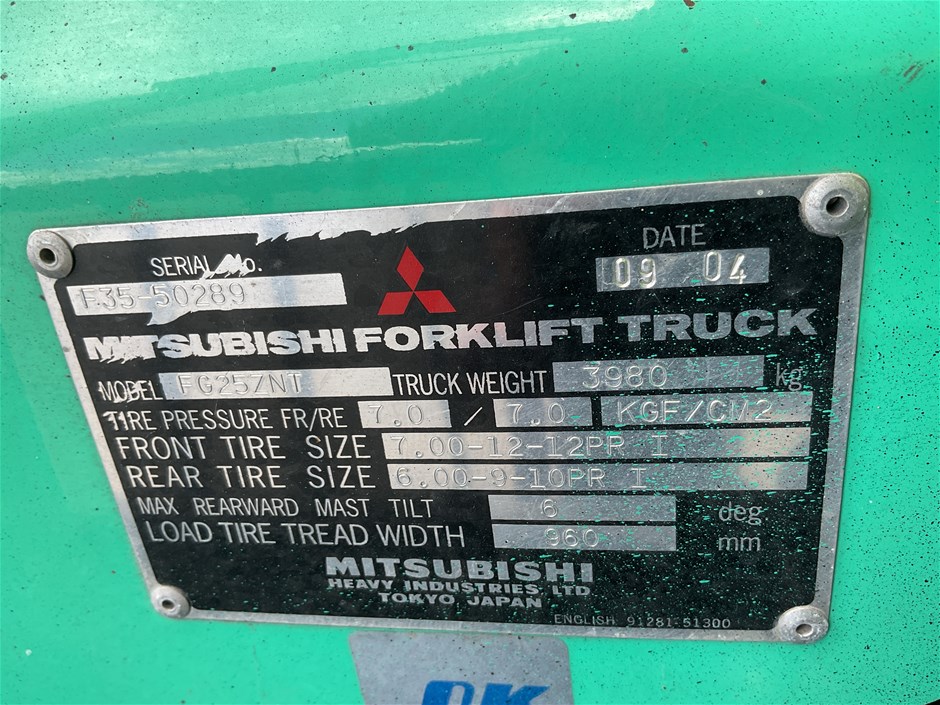 SERIAL No.
F35-50289
DATE
09 04
MITSUBISHI FORKLIFT TRUCK
MODEL FG25ZNT TRUCK WEIGHT 3980 kg
TIRE PRESSURE FR/RE 7.0 / 7.0 KGF/CM2
FRONT TIRE SIZE 7.00-12-12PR I
REAR TIRE SIZE 6.00-9-10PR I
MAX REARWARD MAST TILT 6 deg
LOAD TIRE TREAD WIDTH 960 mm
MITSUBISHI
HEAVY INDUSTRIES, LTD
TOKYO JAPAN
ENGLISH 91281-51300
OK